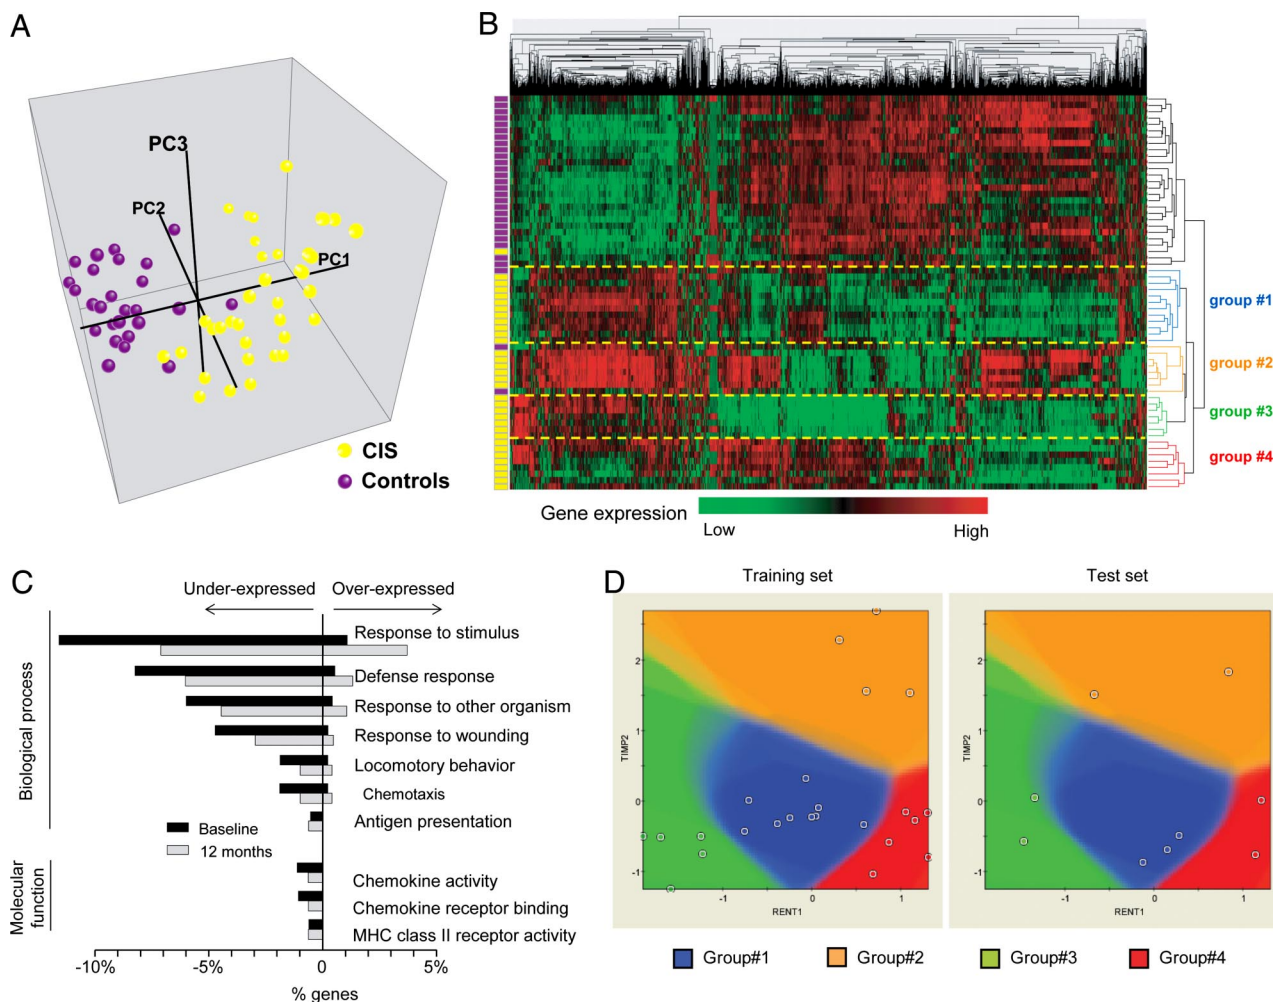 A
PC3
PC2
PC1
CIS
Controls
B
group #1
group #2
group #3
group #4
Gene expression
Low
High
C
Under-expressed
Over-expressed
Biological process
Response to stimulus
Defense response
Response to other organism
Response to wounding
Locomotory behavior
Chemotaxis
Antigen presentation
Baseline
12 months
Molecular
function
Chemokine activity
Chemokine receptor binding
MHC class II receptor activity
-10%
-5%
0
5%
% genes
D
Training set
Test set
TIMP2
2
1
0
-1
-1
0
1
RENT1
TIMP2
2
1
0
-1
-1
0
1
RENT1
Group#1
Group#2
Group#3
Group#4